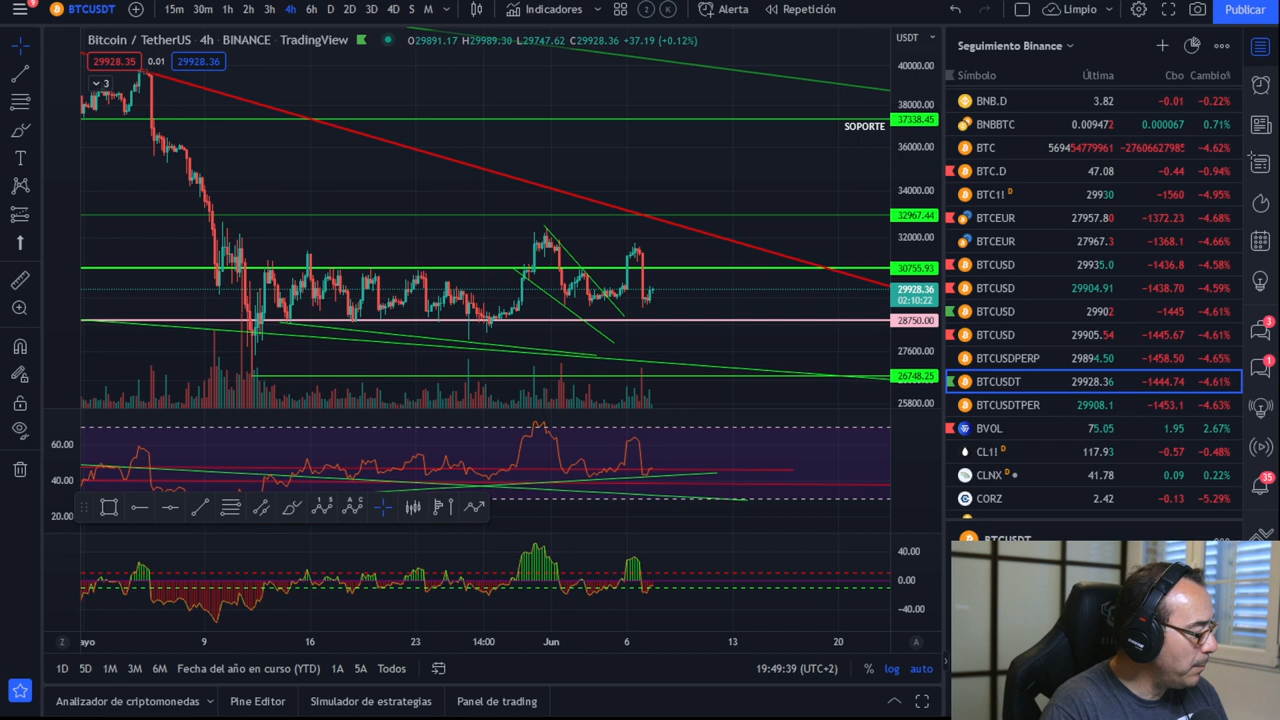 9
BTCUSDT
15m 30m 1h 2h 3h 4h 6h D 2D 3D 4D S M
Indicadores
2 K
Alerta
Repetición
Limpio
Publicar
Bitcoin / TetherUS · 4h · BINANCE · TradingView
O29891.17 H29989.30 L29747.62 C29928.36 +37.19 (+0.12%)
29928.35 0.01 29928.36
3
USDT
40000.00
38000.00
SOPORTE
37338.45
36000.00
34000.00
32967.44
32000.00
30755.93
29928.36
02:10:22
28750.00
27600.00
26748.25
25800.00
60.00
40.00
20.00
40.00
0.00
−40.00
Z ayo 9 16 23 14:00 Jun 6 13 20 A
1D 5D 1M 3M 6M Fecha del año en curso (YTD) 1A 5A Todos
19:49:39 (UTC+2) % log auto
Analizador de criptomonedas Pine Editor Simulador de estrategias Panel de trading
Seguimiento Binance
Símbolo Última Cbo Cambio%
BNB.D 3.82 −0.01 −0.22%
BNBBTC 0.009472 0.000067 0.71%
BTC 56945477996​1 −27606627985 −4.62%
BTC.D 47.08 −0.44 −0.94%
BTC1! D 29930 −1560 −4.95%
BTCEUR 27957.80 −1372.23 −4.68%
BTCEUR 27967.3 −1368.1 −4.66%
BTCUSD 29935.0 −1436.8 −4.58%
BTCUSD 29904.91 −1438.70 −4.59%
BTCUSD 29902 −1445 −4.61%
BTCUSD 29905.54 −1445.67 −4.61%
BTCUSDPERP 29894.50 −1458.50 −4.65%
BTCUSDT 29928.36 −1444.74 −4.61%
BTCUSDTPER 29908.1 −1453.1 −4.63%
BVOL 75.05 1.95 2.67%
CL1! D 117.93 −0.57 −0.48%
CLNX D 41.78 0.09 0.22%
CORZ 2.42 −0.13 −5.29%
BTCUSDT
3
1
35